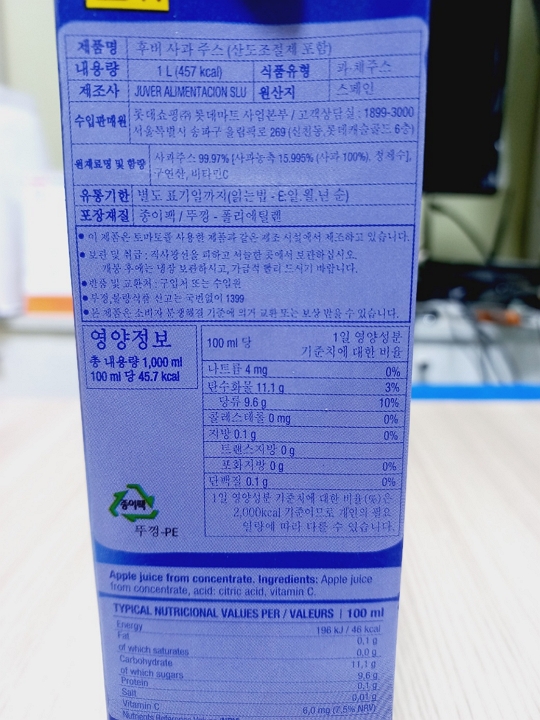 제품명 후버 사과 주스 (산도조절제 포함)
내용량 1 L (457 kcal) 식품유형 과.채주스
제조사 JUVER ALIMENTACION SLU 원산지 스페인
수입판매원 롯데쇼핑㈜ 롯데마트 사업본부 / 고객상담실 : 1899-3000
서울특별시 송파구 올림픽로 269 (신천동, 롯데캐슬골드 6층)
원재료명 및 함량 사과주스 99.97% [사과농축 15.995% (사과 100%), 정제수],
구연산, 비타민C
유통기한 별도 표기일까지(읽는법 - E일.월.년 순)
포장재질 종이팩 / 뚜껑 - 폴리에틸렌
• 이 제품은 토마토를 사용한 제품과 같은 제조 시설에서 제조하고 있습니다.
• 보관 및 취급 : 직사광선을 피하고 서늘한 곳에서 보관하십시오.
개봉 후에는 냉장 보관하시고, 가급적 빨리 드시기 바랍니다.
• 반품 및 교환처 : 구입처 또는 수입원
• 부정,불량식품 신고는 국번없이 1399
• 본 제품은 소비자 분쟁해결 기준에 의거 교환 또는 보상 받을 수 있습니다.
영양정보
총 내용량 1,000 ml
100 ml 당 45.7 kcal
100 ml 당 1일 영양성분
기준치에 대한 비율
나트륨 4 mg 0%
탄수화물 11.1 g 3%
당류 9.6 g 10%
콜레스테롤 0 mg 0%
지방 0.1 g 0%
트랜스지방 0 g
포화지방 0 g 0%
단백질 0.1 g 0%
1일 영양성분 기준치에 대한 비율(%)은
2,000kcal 기준이므로 개인의 필요
열량에 따라 다를 수 있습니다.
종이팩
뚜껑-PE
Apple juice from concentrate. Ingredients: Apple juice
from concentrate, acid: citric acid, vitamin C.
TYPICAL NUTRITIONAL VALUES PER / VALEURS | 100 ml
Energy 196 kJ / 46 kcal
Fat 0,1 g
of which saturates 0,0 g
Carbohydrate 11,1 g
of which sugars 9,6 g
Protein 0,1 g
Salt 0,01 g
Vitamin C 6,0 mg (7,5% NRV)